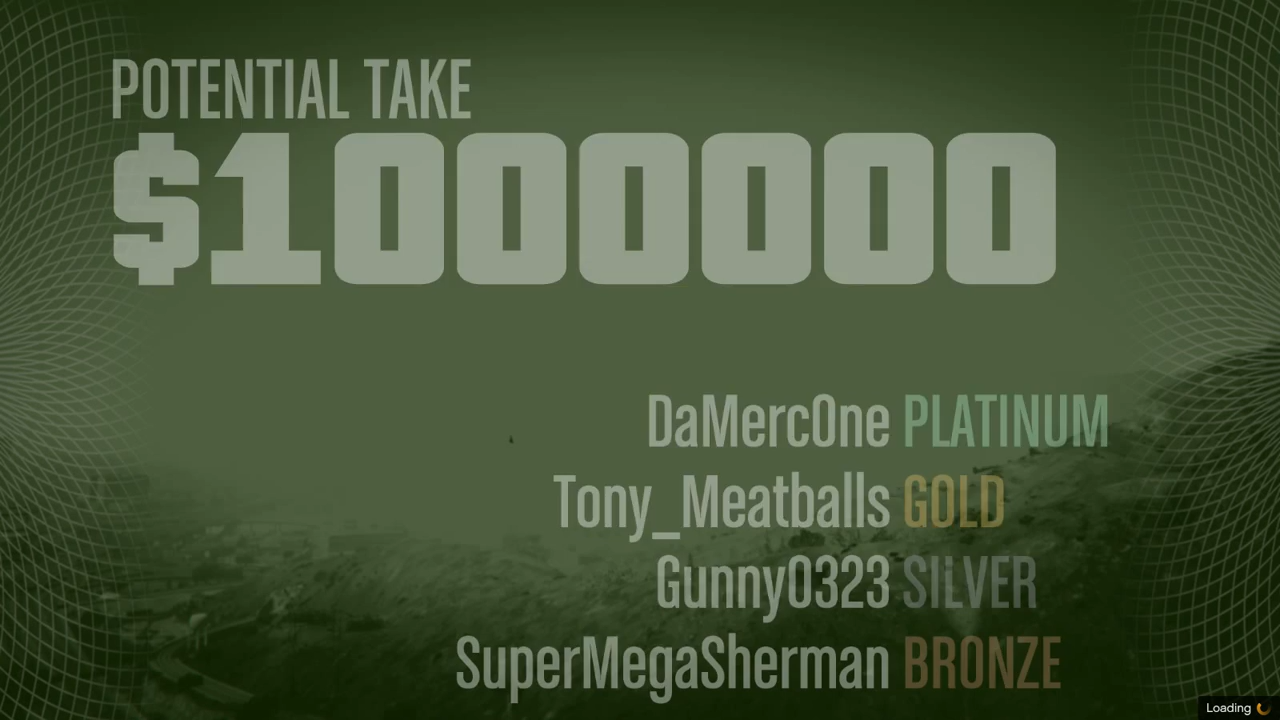 POTENTIAL TAKE
$1000000
DaMercOne PLATINUM
Tony_Meatballs GOLD
Gunny0323 SILVER
SuperMegaSherman BRONZE
Loading